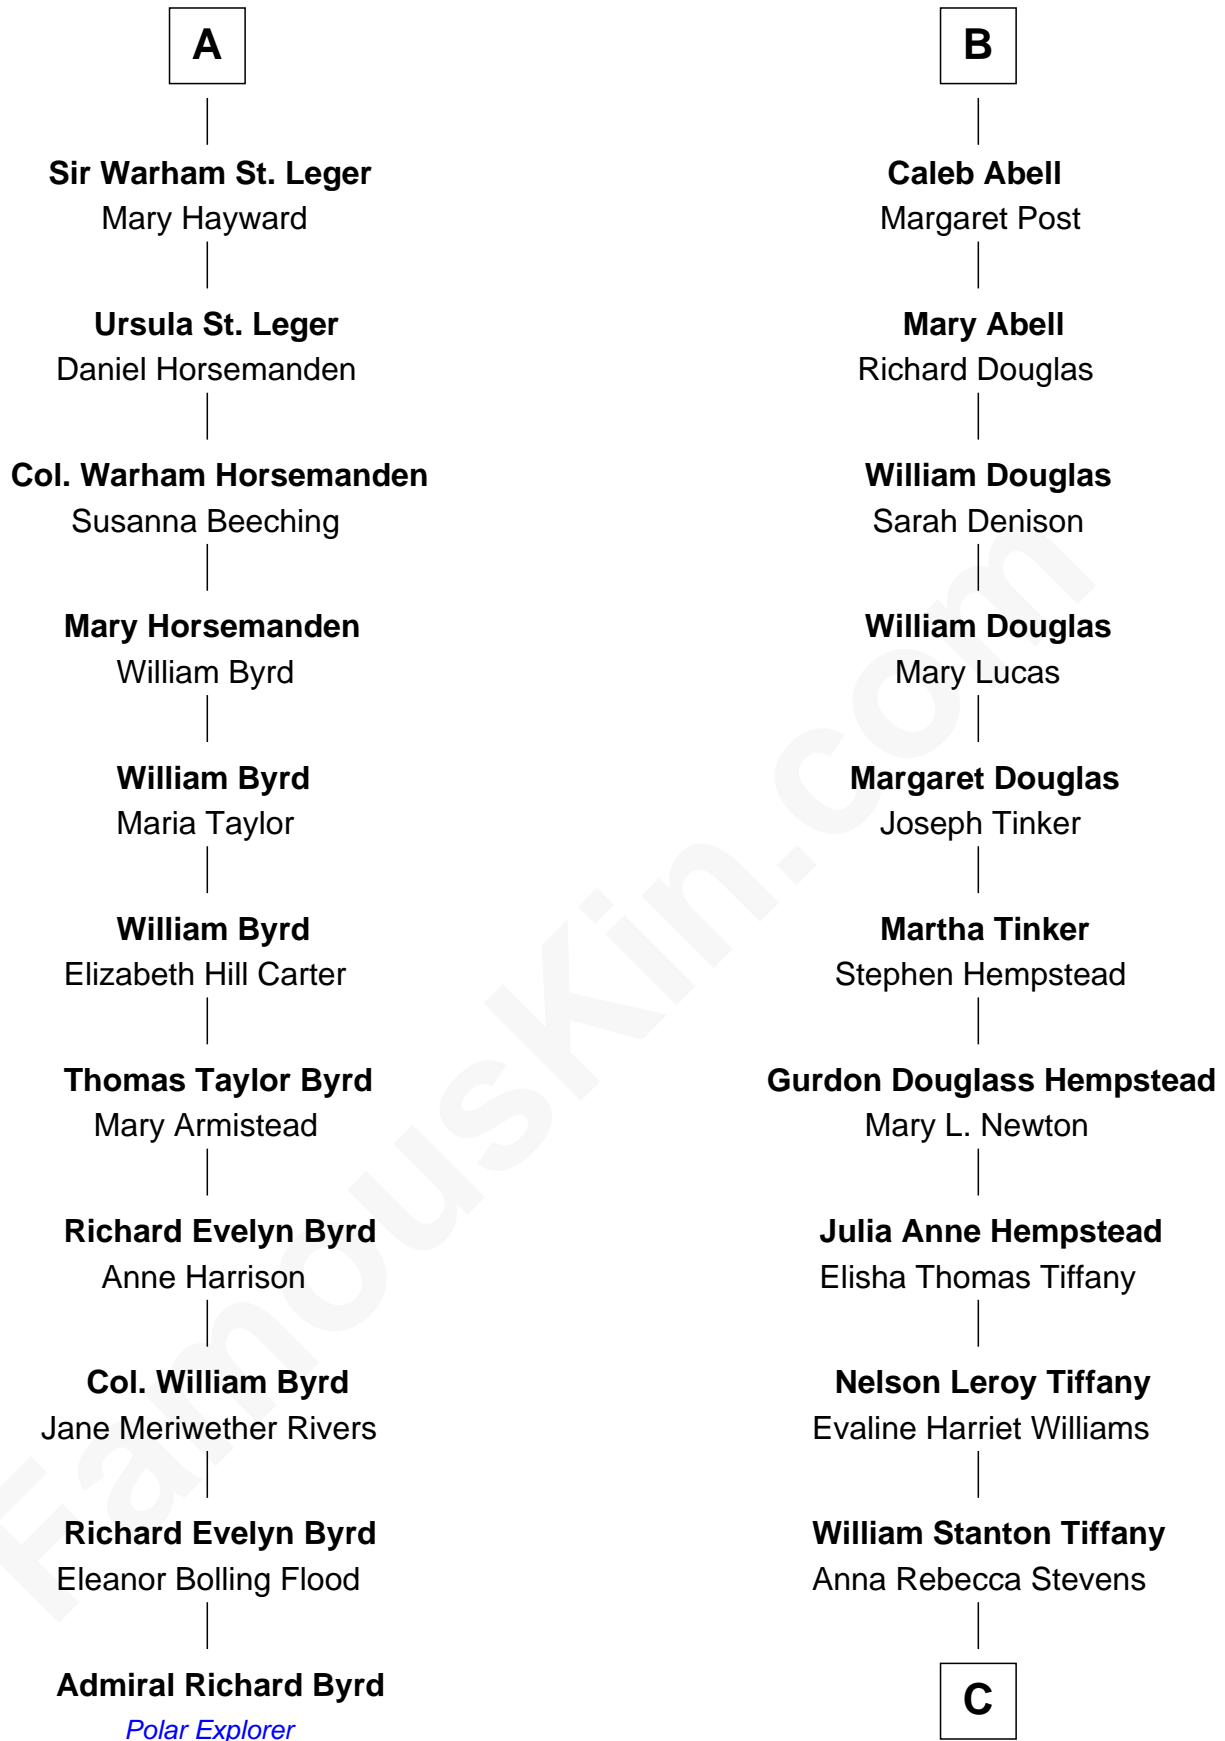 A
Sir Warham St. Leger
Mary Hayward
Ursula St. Leger
Daniel Horsemanden
Col. Warham Horsemanden
Susanna Beeching
Mary Horsemanden
William Byrd
William Byrd
Maria Taylor
William Byrd
Elizabeth Hill Carter
Thomas Taylor Byrd
Mary Armistead
Richard Evelyn Byrd
Anne Harrison
Col. William Byrd
Jane Meriwether Rivers
Richard Evelyn Byrd
Eleanor Bolling Flood
Admiral Richard Byrd
Polar Explorer
B
Caleb Abell
Margaret Post
Mary Abell
Richard Douglas
William Douglas
Sarah Denison
William Douglas
Mary Lucas
Margaret Douglas
Joseph Tinker
Martha Tinker
Stephen Hempstead
Gurdon Douglass Hempstead
Mary L. Newton
Julia Anne Hempstead
Elisha Thomas Tiffany
Nelson Leroy Tiffany
Evaline Harriet Williams
William Stanton Tiffany
Anna Rebecca Stevens
C
FamousKin.com